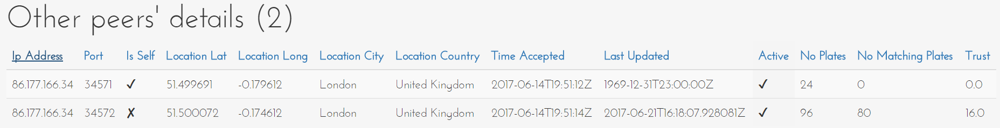 Other peers' details (2)
Ip Address Port Is Self Location Lat Location Long Location City Location Country Time Accepted Last Updated Active No Plates No Matching Plates Trust
86.177.166.34 34571 ✓ 51.499691 -0.179612 London United Kingdom 2017-06-14T19:51:12Z 1969-12-31T23:00:00Z ✓ 24 0 0.0
86.177.166.34 34572 ✗ 51.500072 -0.174612 London United Kingdom 2017-06-14T19:51:14Z 2017-06-21T16:18:07.928081Z ✓ 96 80 16.0